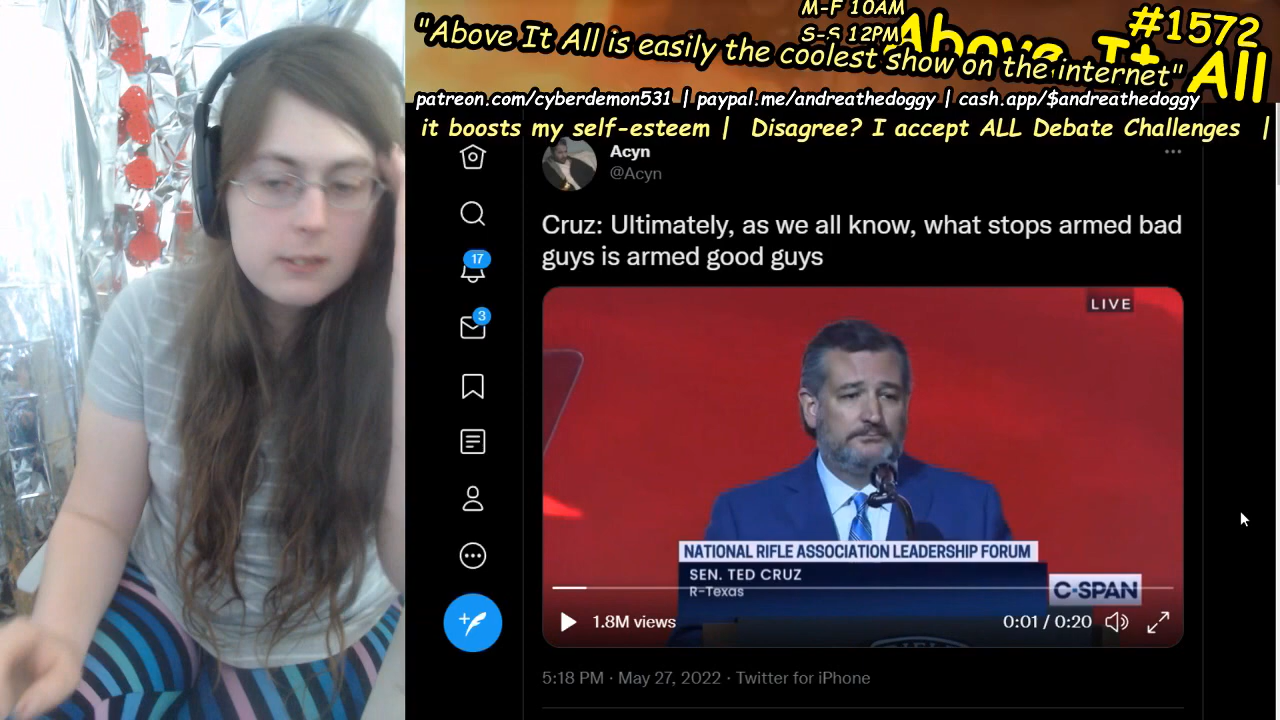 M-F 10AM
S-S 12PM
#1572
Above It All
"Above It All is easily the coolest show on the internet"
patreon.com/cyberdemon531 | paypal.me/andreathedoggy | cash.app/$andreathedoggy
it boosts my self-esteem | Disagree? I accept ALL Debate Challenges |
Acyn
@Acyn
Cruz: Ultimately, as we all know, what stops armed bad
guys is armed good guys
17
3
LIVE
NATIONAL RIFLE ASSOCIATION LEADERSHIP FORUM
SEN. TED CRUZ
R-Texas
C-SPAN
1.8M views
0:01 / 0:20
5:18 PM · May 27, 2022 · Twitter for iPhone